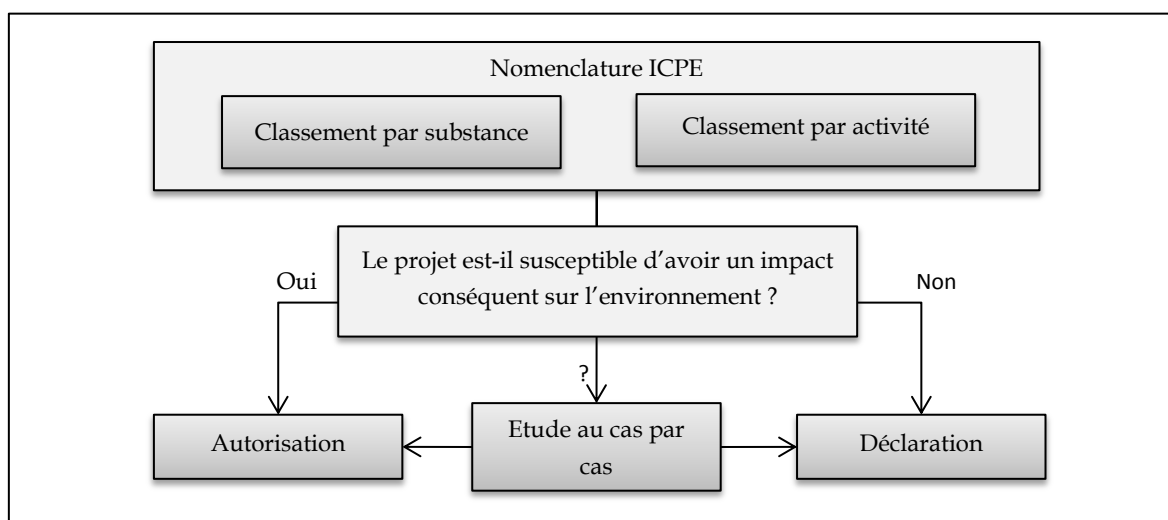 Nomenclature ICPE
Classement par substance
Classement par activité
Le projet est-il susceptible d’avoir un impact
conséquent sur l’environnement ?
Oui
Non
?
Autorisation
Etude au cas par
cas
Déclaration